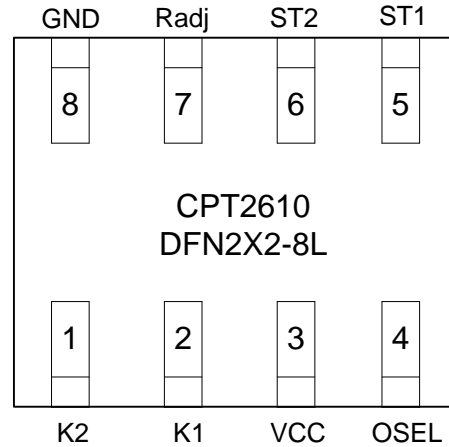 GND Radj ST2 ST1
8 7 6 5
CPT2610
DFN2X2-8L
1 2 3 4
K2 K1 VCC OSEL